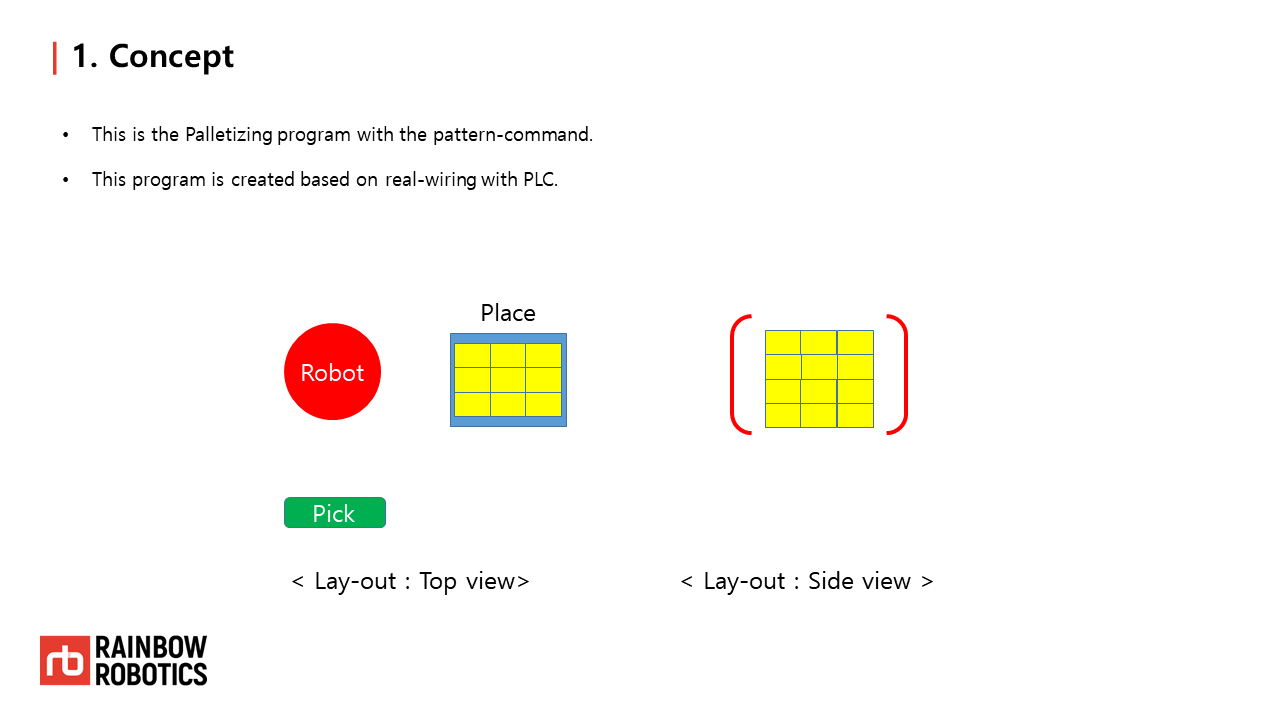 1. Concept
• This is the Palletizing program with the pattern-command.
• This program is created based on real-wiring with PLC.
Place
Robot
Pick
< Lay-out : Top view>
< Lay-out : Side view >
rb
RAINBOW
ROBOTICS